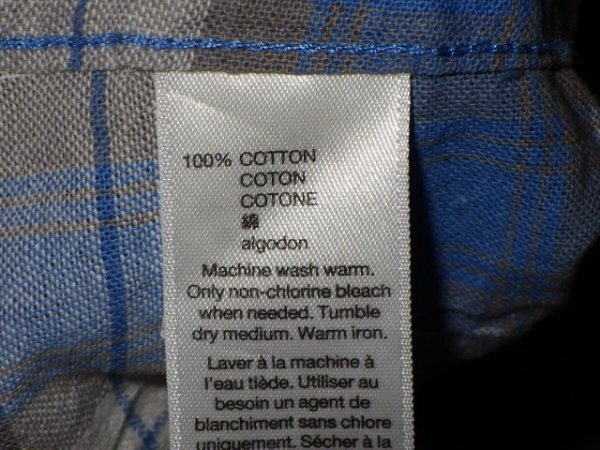 100% COTTON
COTON
COTONE
綿
algodon
Machine wash warm.
Only non-chlorine bleach
when needed. Tumble
dry medium. Warm iron.
Laver à la machine à
l'eau tiède. Utiliser au
besoin un agent de
blanchiment sans chlore
uniquement. Sécher à la